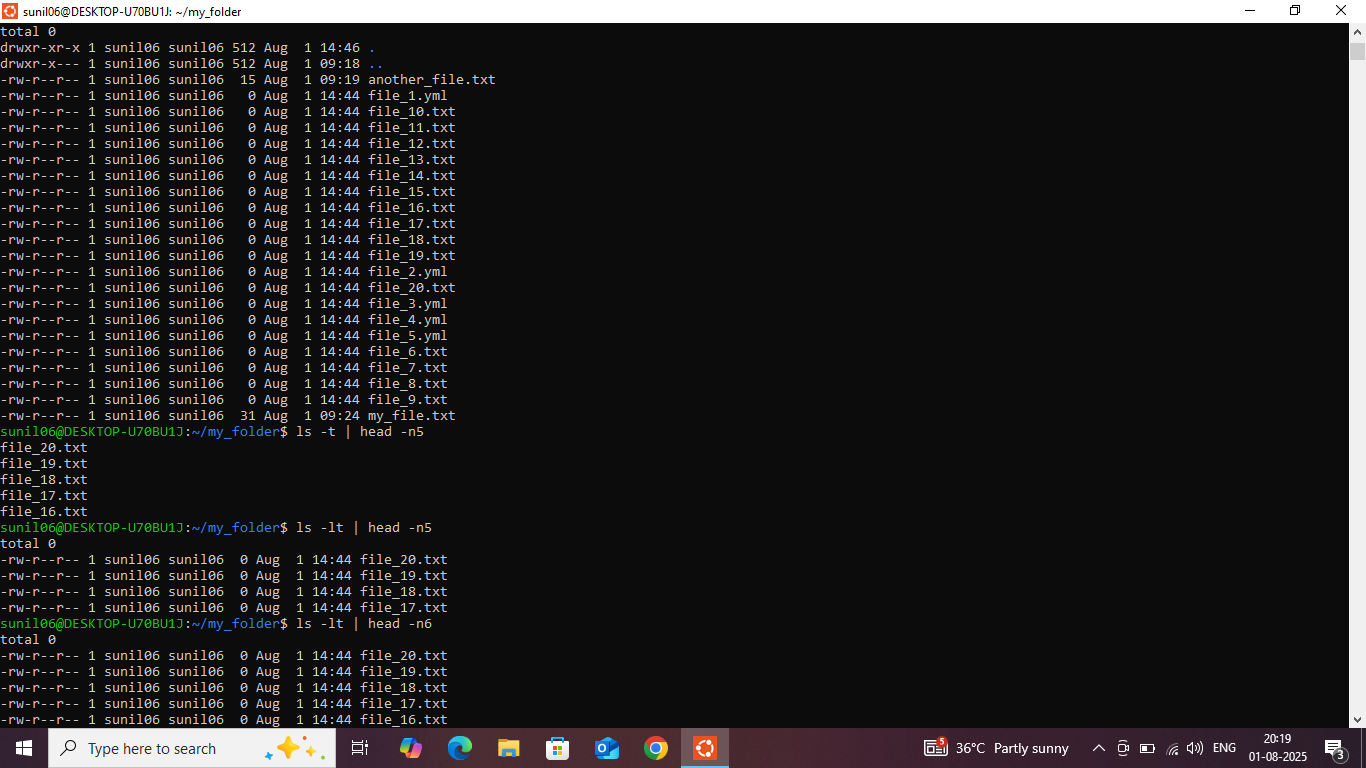 sunil06@DESKTOP-U70BU1J: ~/my_folder
total 0
drwxr-xr-x 1 sunil06 sunil06 512 Aug  1 14:46 .
drwxr-x--- 1 sunil06 sunil06 512 Aug  1 09:18 ..
-rw-r--r-- 1 sunil06 sunil06  15 Aug  1 09:19 another_file.txt
-rw-r--r-- 1 sunil06 sunil06   0 Aug  1 14:44 file_1.yml
-rw-r--r-- 1 sunil06 sunil06   0 Aug  1 14:44 file_10.txt
-rw-r--r-- 1 sunil06 sunil06   0 Aug  1 14:44 file_11.txt
-rw-r--r-- 1 sunil06 sunil06   0 Aug  1 14:44 file_12.txt
-rw-r--r-- 1 sunil06 sunil06   0 Aug  1 14:44 file_13.txt
-rw-r--r-- 1 sunil06 sunil06   0 Aug  1 14:44 file_14.txt
-rw-r--r-- 1 sunil06 sunil06   0 Aug  1 14:44 file_15.txt
-rw-r--r-- 1 sunil06 sunil06   0 Aug  1 14:44 file_16.txt
-rw-r--r-- 1 sunil06 sunil06   0 Aug  1 14:44 file_17.txt
-rw-r--r-- 1 sunil06 sunil06   0 Aug  1 14:44 file_18.txt
-rw-r--r-- 1 sunil06 sunil06   0 Aug  1 14:44 file_19.txt
-rw-r--r-- 1 sunil06 sunil06   0 Aug  1 14:44 file_2.yml
-rw-r--r-- 1 sunil06 sunil06   0 Aug  1 14:44 file_20.txt
-rw-r--r-- 1 sunil06 sunil06   0 Aug  1 14:44 file_3.yml
-rw-r--r-- 1 sunil06 sunil06   0 Aug  1 14:44 file_4.yml
-rw-r--r-- 1 sunil06 sunil06   0 Aug  1 14:44 file_5.yml
-rw-r--r-- 1 sunil06 sunil06   0 Aug  1 14:44 file_6.txt
-rw-r--r-- 1 sunil06 sunil06   0 Aug  1 14:44 file_7.txt
-rw-r--r-- 1 sunil06 sunil06   0 Aug  1 14:44 file_8.txt
-rw-r--r-- 1 sunil06 sunil06   0 Aug  1 14:44 file_9.txt
-rw-r--r-- 1 sunil06 sunil06  31 Aug  1 09:24 my_file.txt
sunil06@DESKTOP-U70BU1J:~/my_folder$ ls -t | head -n5
file_20.txt
file_19.txt
file_18.txt
file_17.txt
file_16.txt
sunil06@DESKTOP-U70BU1J:~/my_folder$ ls -lt | head -n5
total 0
-rw-r--r-- 1 sunil06 sunil06  0 Aug  1 14:44 file_20.txt
-rw-r--r-- 1 sunil06 sunil06  0 Aug  1 14:44 file_19.txt
-rw-r--r-- 1 sunil06 sunil06  0 Aug  1 14:44 file_18.txt
-rw-r--r-- 1 sunil06 sunil06  0 Aug  1 14:44 file_17.txt
sunil06@DESKTOP-U70BU1J:~/my_folder$ ls -lt | head -n6
total 0
-rw-r--r-- 1 sunil06 sunil06  0 Aug  1 14:44 file_20.txt
-rw-r--r-- 1 sunil06 sunil06  0 Aug  1 14:44 file_19.txt
-rw-r--r-- 1 sunil06 sunil06  0 Aug  1 14:44 file_18.txt
-rw-r--r-- 1 sunil06 sunil06  0 Aug  1 14:44 file_17.txt
-rw-r--r-- 1 sunil06 sunil06  0 Aug  1 14:44 file_16.txt
Type here to search
5
36°C Partly sunny
ENG
20:19
01-08-2025
3